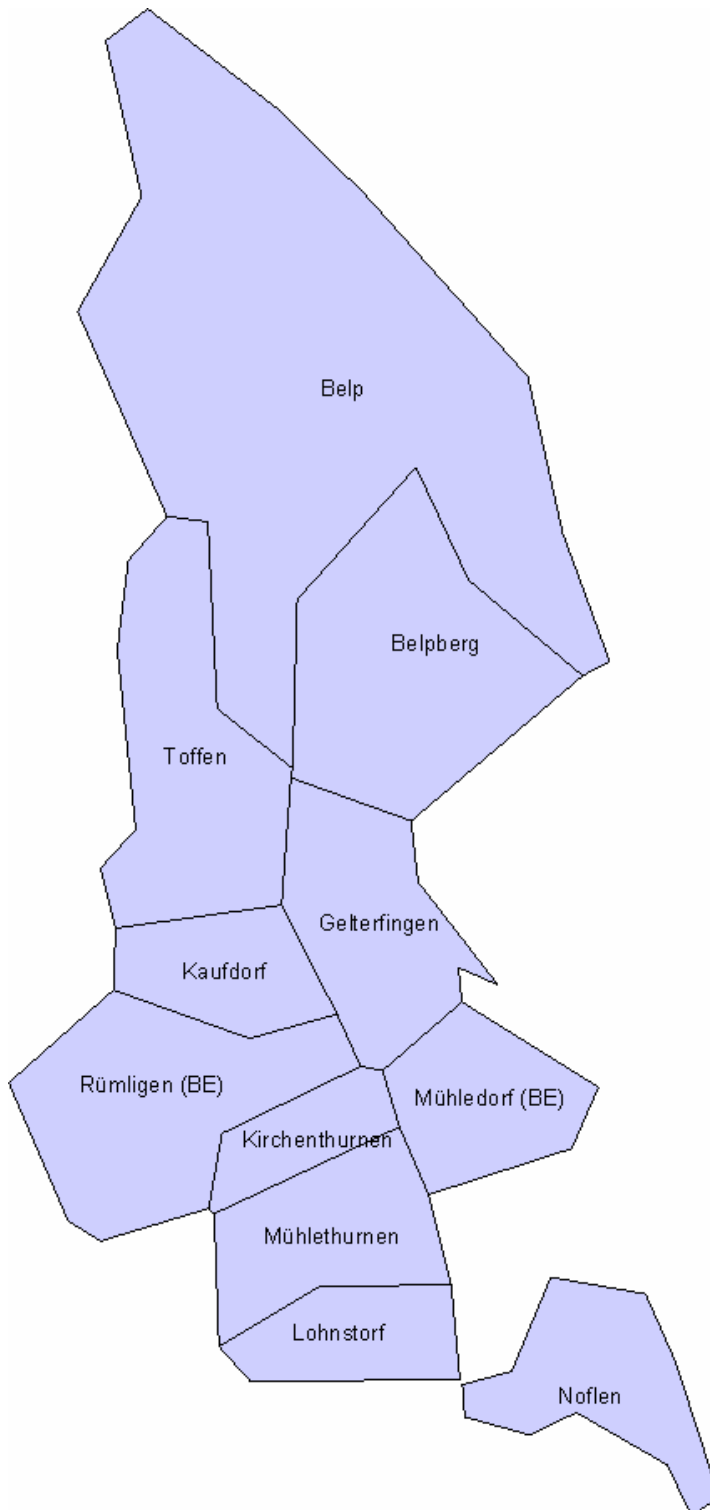 Belp
Belpberg
Toffen
Gelterfingen
Kaufdorf
Rümligen (BE)
Mühledorf (BE)
Kirchenthurnen
Mühlethurnen
Lohnstorf
Noflen